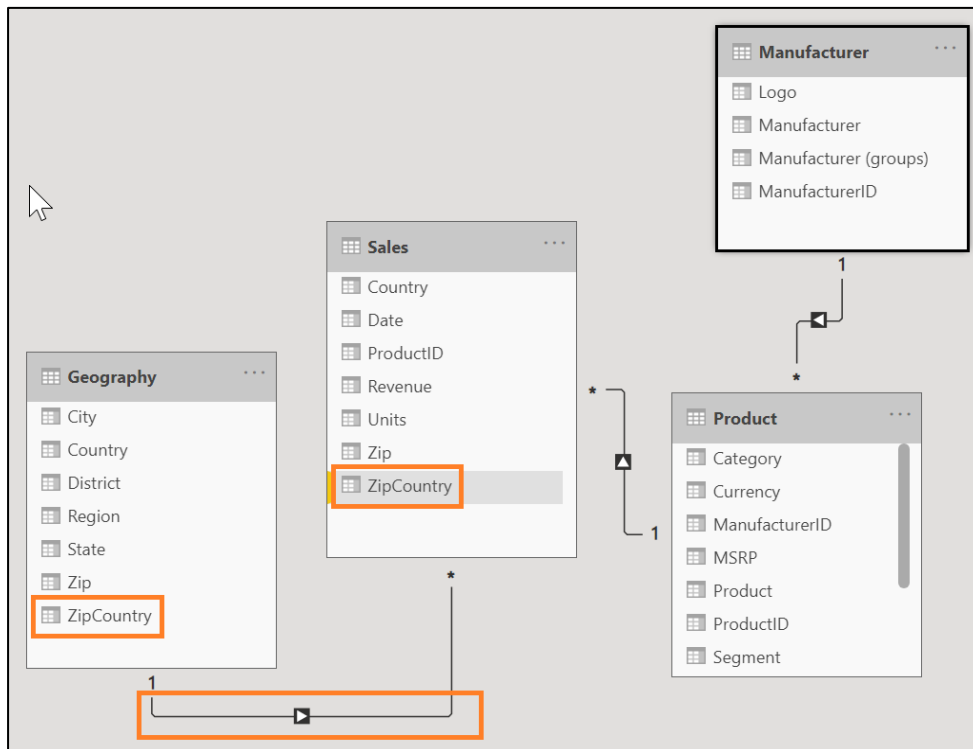 Manufacturer
...
Logo
Manufacturer
Manufacturer (groups)
ManufacturerID
1
*
Sales
...
Country
Date
ProductID
Revenue
Units
Zip
ZipCountry
*
*
1
Geography
...
City
Country
District
Region
State
Zip
ZipCountry
1
Product
...
Category
Currency
ManufacturerID
MSRP
Product
ProductID
Segment